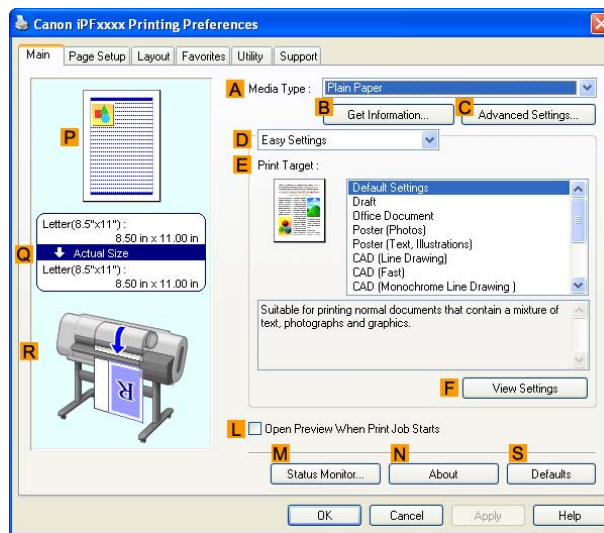 Canon iPFxxxx Printing Preferences
Main Page Setup Layout Favorites Utility Support
A Media Type : Plain Paper
B Get Information... C Advanced Settings...
D Easy Settings
E Print Target :
Default Settings
Draft
Office Document
Poster (Photos)
Poster (Text, Illustrations)
CAD (Line Drawing)
CAD (Fast)
CAD (Monochrome Line Drawing )
Suitable for printing normal documents that contain a mixture of
text, photographs and graphics.
F View Settings
P
Q
Letter(8.5"x11") :
8.50 in x 11.00 in
Actual Size
Letter(8.5"x11") :
8.50 in x 11.00 in
R
R
L Open Preview When Print Job Starts
M Status Monitor... N About S Defaults
OK Cancel Apply Help